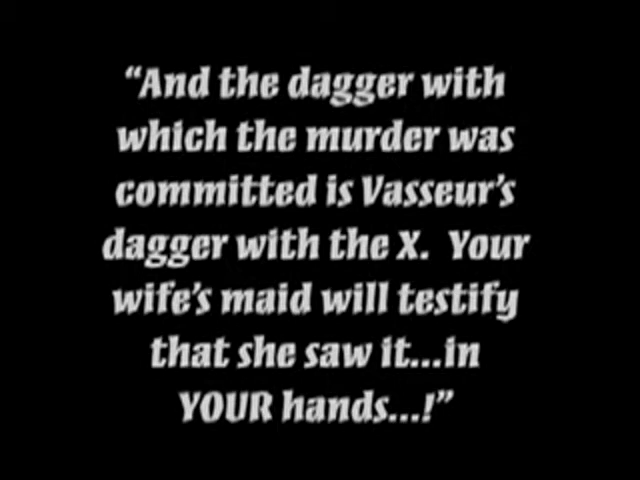 “And the dagger with
which the murder was
committed is Vasseur’s
dagger with the X.  Your
wife’s maid will testify
that she saw it...in
YOUR hands...!”